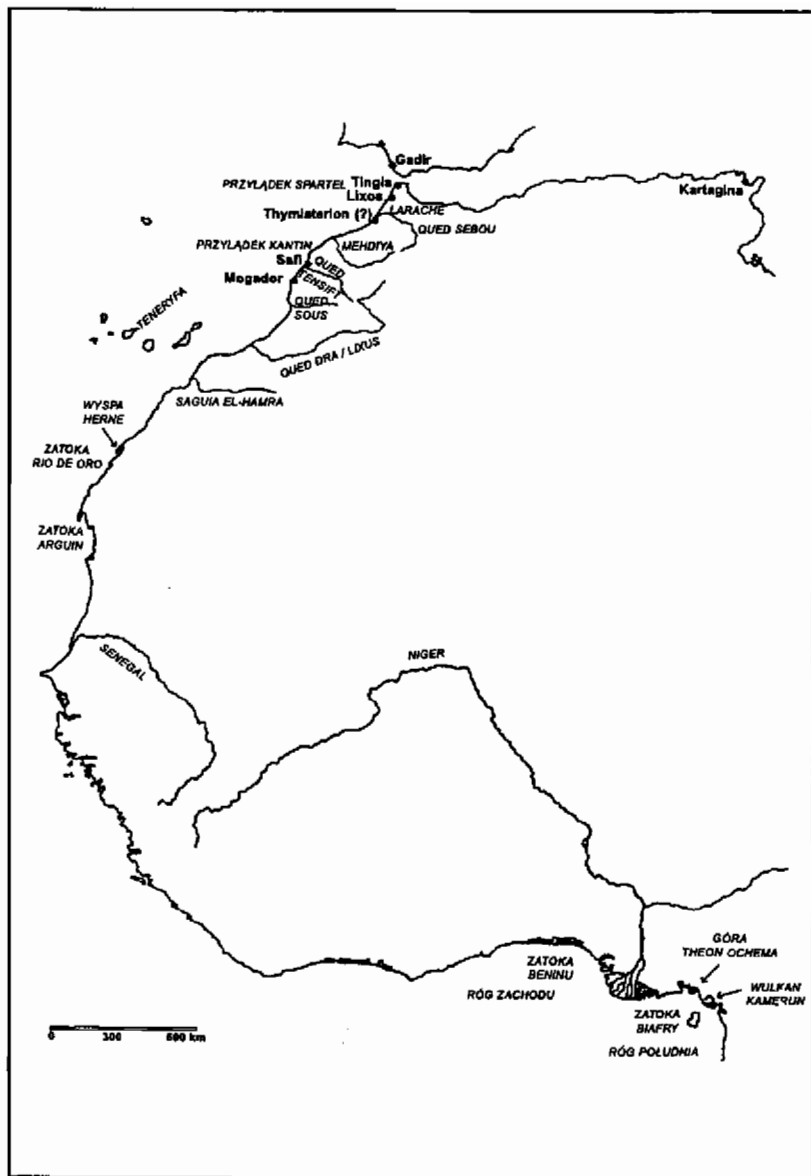 Gadir
PRZYLĄDEK SPARTEL
Tingis
Lixos
LARACHE
Kartagina
Thymiaterion (?)
QUED SEBOU
PRZYLĄDEK KANTIN
MEHDIYA
Safi
QUED
TENSIFT
Mogador
QUED
SOUS
TENERYFA
QUED DRA / LIXUS
SAGUIA EL-HAMRA
WYSPA
HERNE
ZATOKA
RIO DE ORO
ZATOKA
ARGUIN
SENEGAL
NIGER
GÓRA
THEON OCHEMA
ZATOKA
BENINU
WULKAN
KAMERUN
RÓG ZACHODU
ZATOKA
BIAFRY
RÓG POŁUDNIA
0 300 600 km